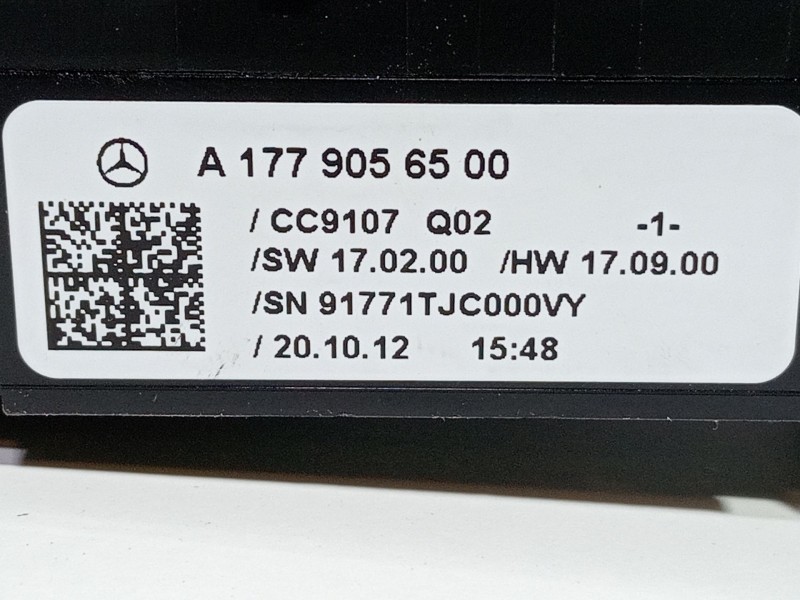 A 177 905 65 00
/ CC9107 Q02 -1-
/SW 17.02.00 /HW 17.09.00
/SN 91771TJC000VY
/ 20.10.12 15:48